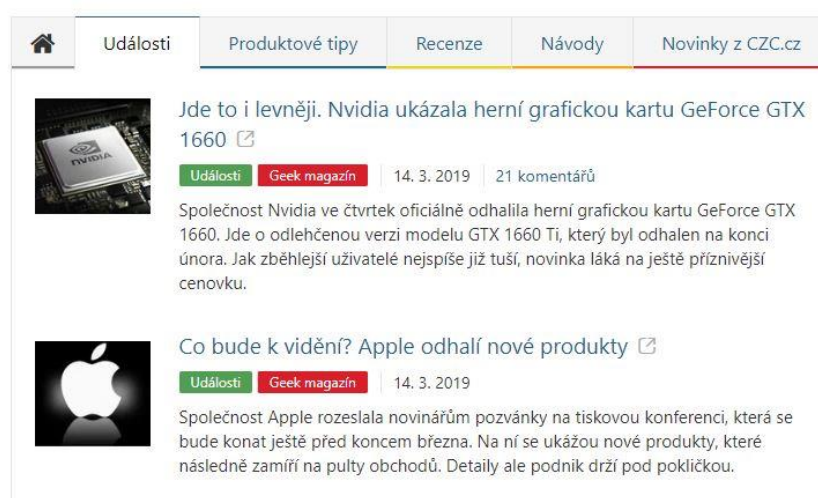 Události Produktové tipy Recenze Návody Novinky z CZC.cz
Jde to i levněji. Nvidia ukázala herní grafickou kartu GeForce GTX
1660
Události Geek magazín 14. 3. 2019 21 komentářů
NVIDIA
Společnost Nvidia ve čtvrtek oficiálně odhalila herní grafickou kartu GeForce GTX
1660. Jde o odlehčenou verzi modelu GTX 1660 Ti, který byl odhalen na konci
února. Jak zběhlejší uživatelé nejspíše již tuší, novinka láká na ještě příznivější
cenovku.
Co bude k vidění? Apple odhalí nové produkty
Události Geek magazín 14. 3. 2019
Společnost Apple rozeslala novinářům pozvánky na tiskovou konferenci, která se
bude konat ještě před koncem března. Na ní se ukážou nové produkty, které
následně zamíří na pulty obchodů. Detaily ale podnik drží pod pokličkou.